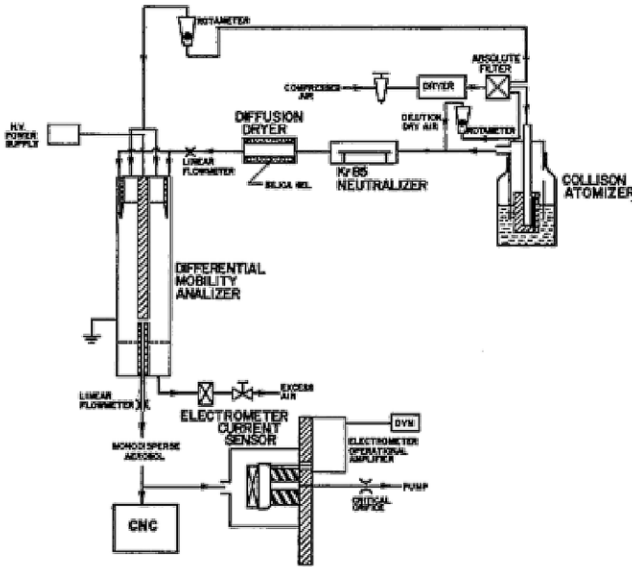 ROTAMETER
ABSOLUTE
FILTER
COMPRESSED
AIR
DRYER
H.V.
POWER
SUPPLY
DIFFUSION
DRYER
DILUTION
DRY AIR
ROTAMETER
LINEAR
FLOWMETER
SILICA GEL
Kr85
NEUTRALIZER
COLLISON
ATOMIZER
DIFFERENTIAL
MOBILITY
ANALIZER
LINEAR
FLOWMETER
EXCESS
AIR
ELECTROMETER
CURRENT
SENSOR
DVM
MONODISPERSE
AEROSOL
ELECTROMETER
OPERATIONAL
AMPLIFIER
PUMP
CRITICAL
ORIFICE
CNC